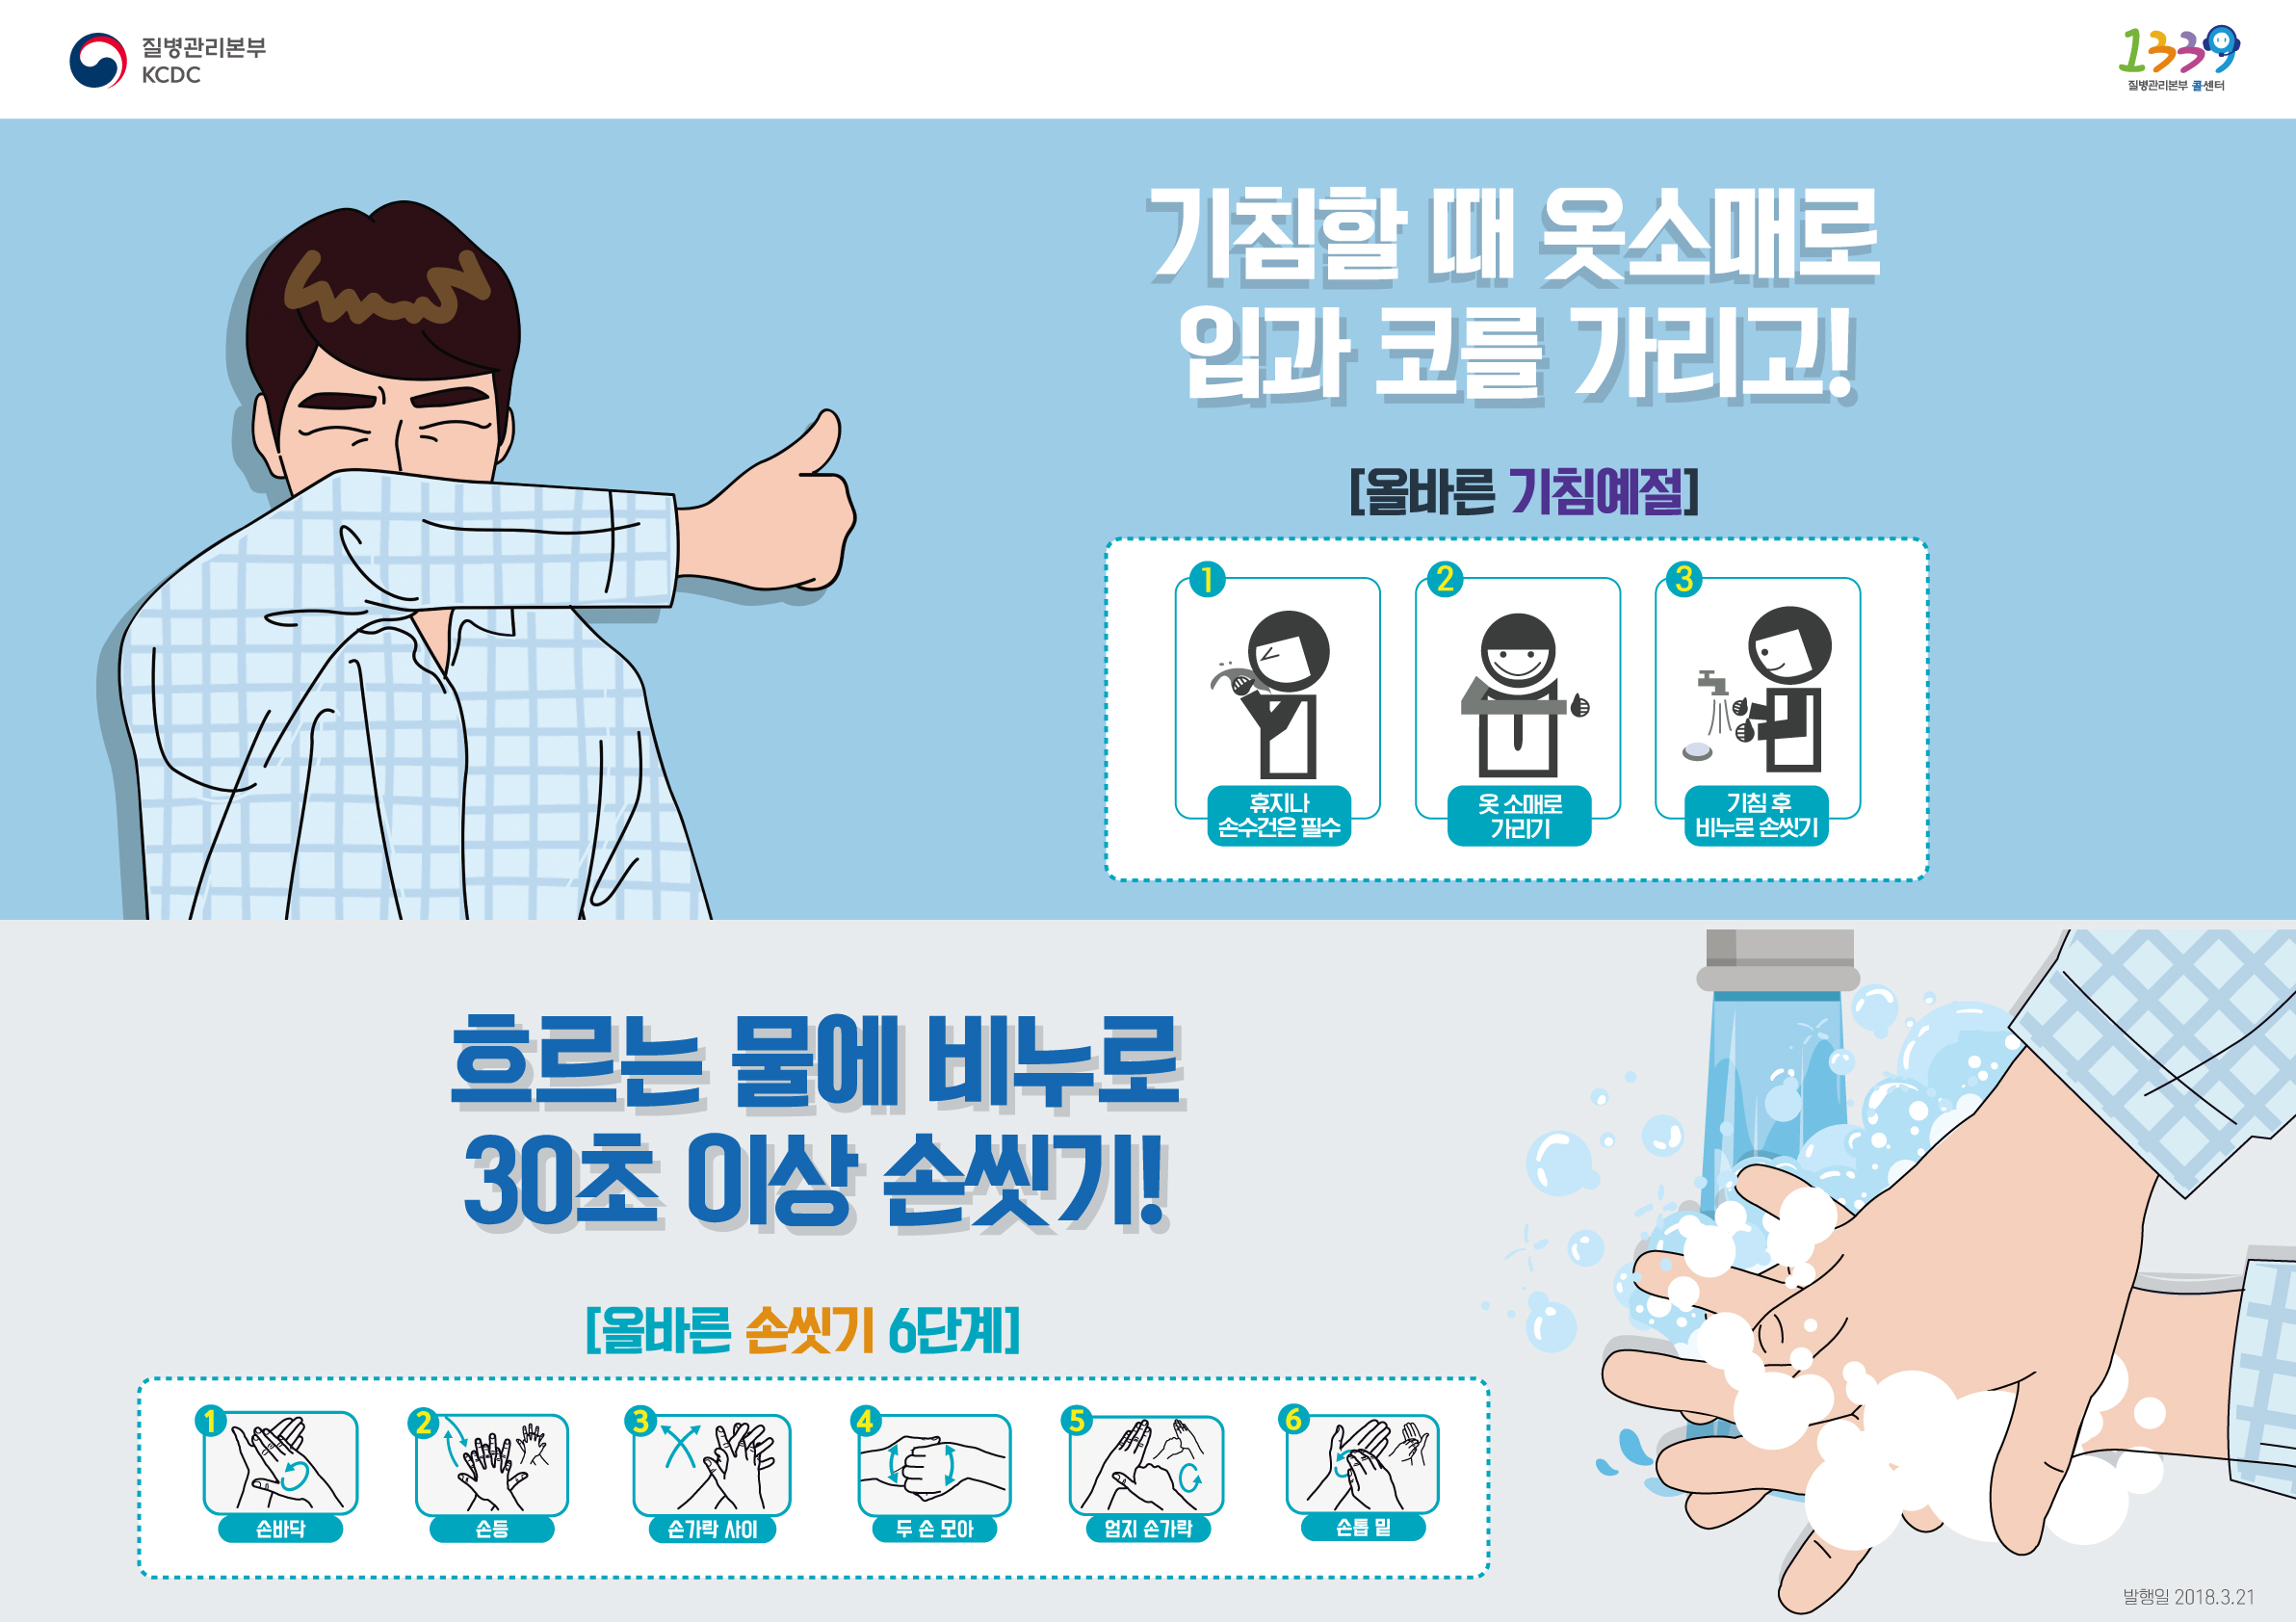 질병관리본부
KCDC
1339
질병관리본부 콜센터
기침할 때 옷소매로
입과 코를 가리고!
[올바른 기침예절]
1
휴지나
손수건은 필수
2
옷 소매로
가리기
3
기침 후
비누로 손씻기
흐르는 물에 비누로
30초 이상 손씻기!
[올바른 손씻기 6단계]
1
손바닥
2
손등
3
손가락 사이
4
두 손 모아
5
엄지 손가락
6
손톱 밑
발행일 2018.3.21